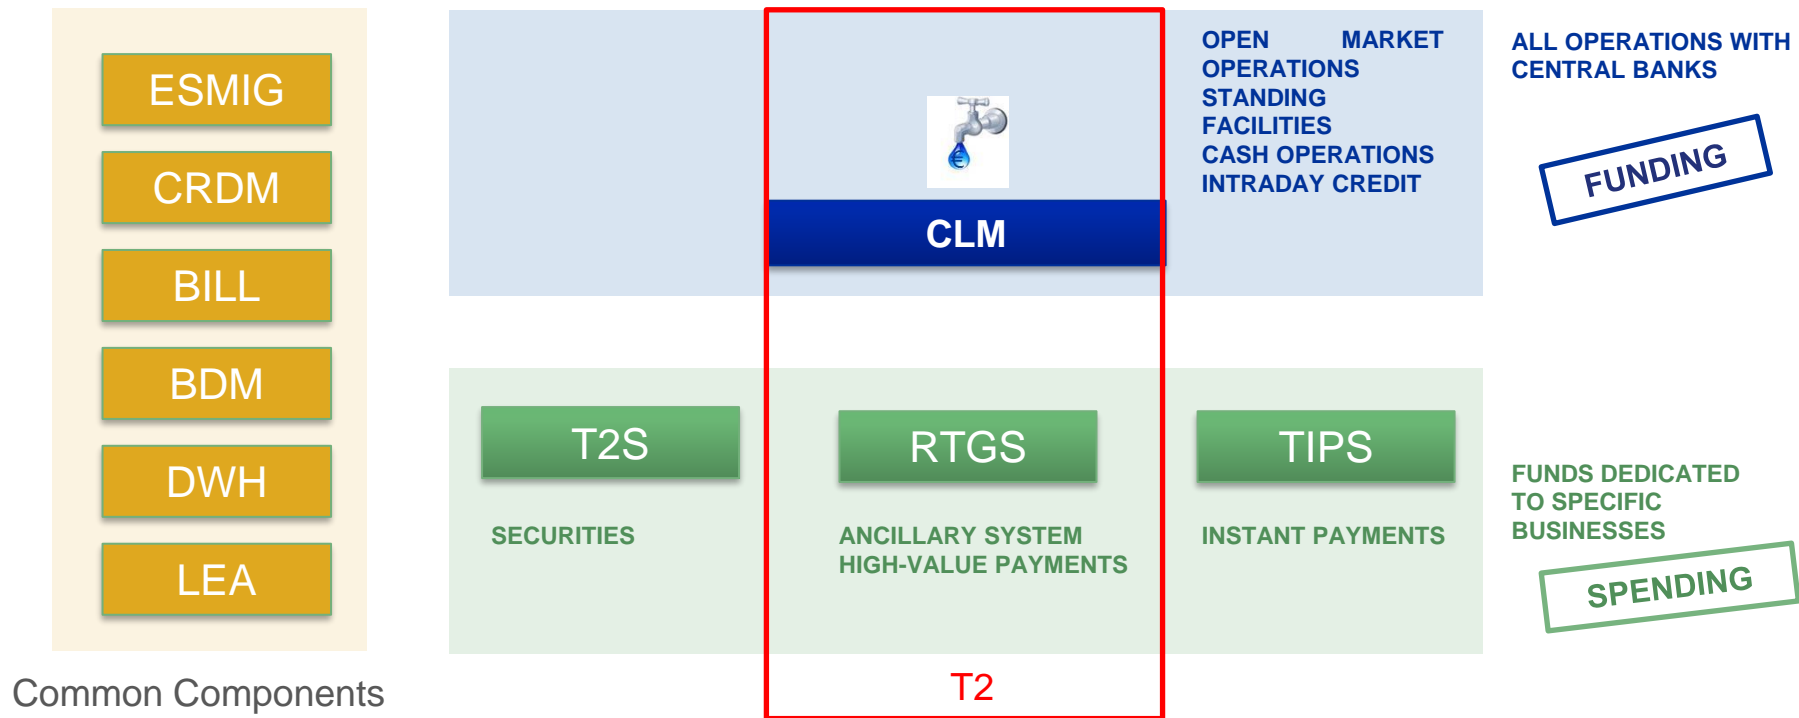 ESMIG
CRDM
BILL
BDM
DWH
LEA
Common Components
OPEN MARKET
OPERATIONS
STANDING
FACILITIES
CASH OPERATIONS
INTRADAY CREDIT
€
CLM
ALL OPERATIONS WITH
CENTRAL BANKS
FUNDING
T2S
SECURITIES
RTGS
ANCILLARY SYSTEM
HIGH-VALUE PAYMENTS
TIPS
INSTANT PAYMENTS
FUNDS DEDICATED
TO SPECIFIC
BUSINESSES
SPENDING
T2